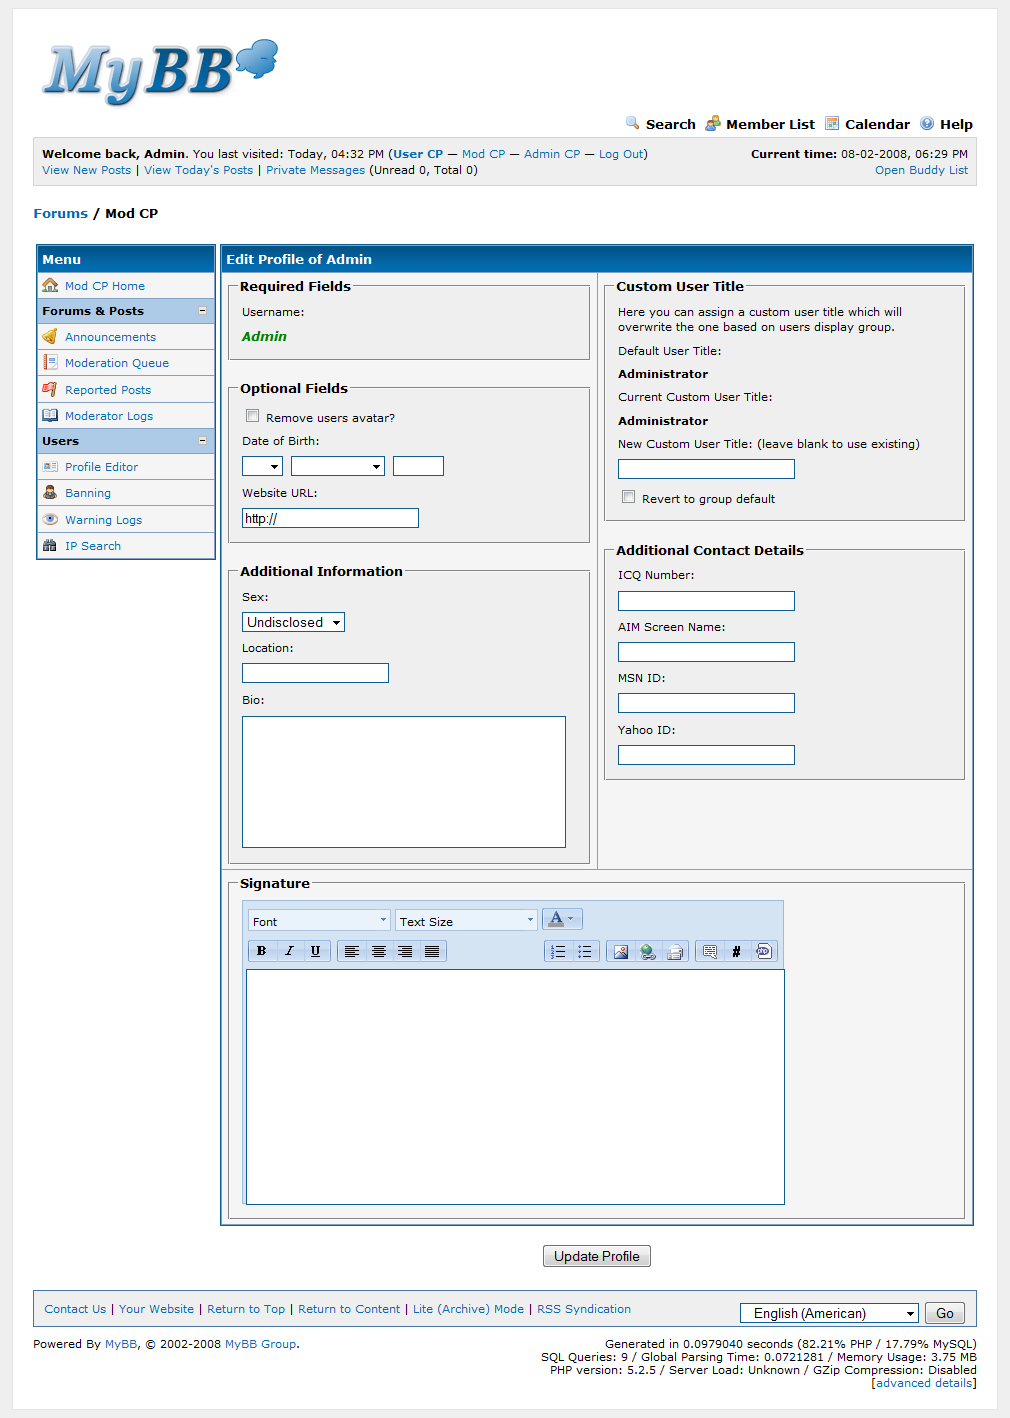 MyBB
Search Member List Calendar Help
Welcome back, Admin. You last visited: Today, 04:32 PM (User CP — Mod CP — Admin CP — Log Out)
Current time: 08-02-2008, 06:29 PM
View New Posts | View Today's Posts | Private Messages (Unread 0, Total 0)
Open Buddy List
Forums / Mod CP
Menu
Mod CP Home
Forums & Posts
Announcements
Moderation Queue
Reported Posts
Moderator Logs
Users
Profile Editor
Banning
Warning Logs
IP Search
Edit Profile of Admin
Required Fields
Username:
Admin
Optional Fields
Remove users avatar?
Date of Birth:
Website URL:
http://
Additional Information
Sex:
Undisclosed
Location:
Bio:
Custom User Title
Here you can assign a custom user title which will
overwrite the one based on users display group.
Default User Title:
Administrator
Current Custom User Title:
Administrator
New Custom User Title: (leave blank to use existing)
Revert to group default
Additional Contact Details
ICQ Number:
AIM Screen Name:
MSN ID:
Yahoo ID:
Signature
Font Text Size A
B I U #
Update Profile
Contact Us | Your Website | Return to Top | Return to Content | Lite (Archive) Mode | RSS Syndication
English (American) Go
Powered By MyBB, © 2002-2008 MyBB Group.
Generated in 0.0979040 seconds (82.21% PHP / 17.79% MySQL)
SQL Queries: 9 / Global Parsing Time: 0.0721281 / Memory Usage: 3.75 MB
PHP version: 5.2.5 / Server Load: Unknown / GZip Compression: Disabled
[advanced details]